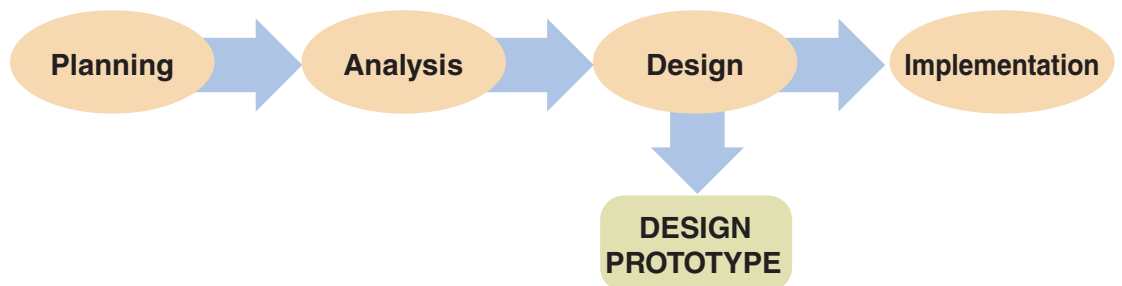 Planning
Analysis
Design
Implementation
DESIGN
PROTOTYPE